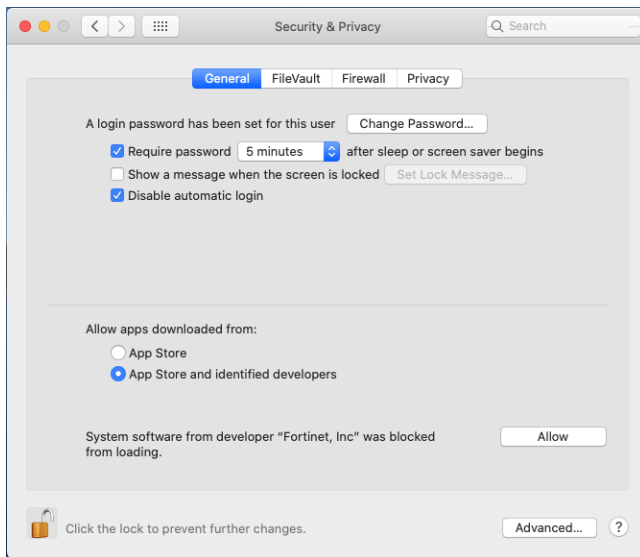 Security & Privacy
Search
General
FileVault
Firewall
Privacy
A login password has been set for this user Change Password...
Require password 5 minutes after sleep or screen saver begins
Show a message when the screen is locked Set Lock Message...
Disable automatic login
Allow apps downloaded from:
App Store
App Store and identified developers
System software from developer “Fortinet, Inc” was blocked Allow
from loading.
Click the lock to prevent further changes.
Advanced... ?